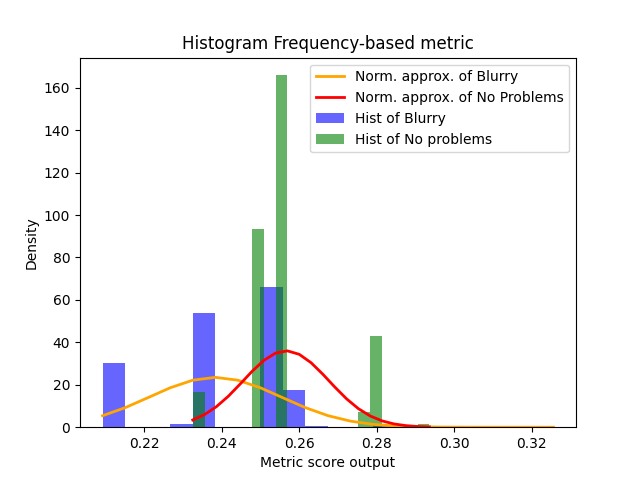 Histogram Frequency-based metric
Norm. approx. of Blurry
Norm. approx. of No Problems
Hist of Blurry
Hist of No problems
Density
160
140
120
100
80
60
40
20
0
0.22 0.24 0.26 0.28 0.30 0.32
Metric score output